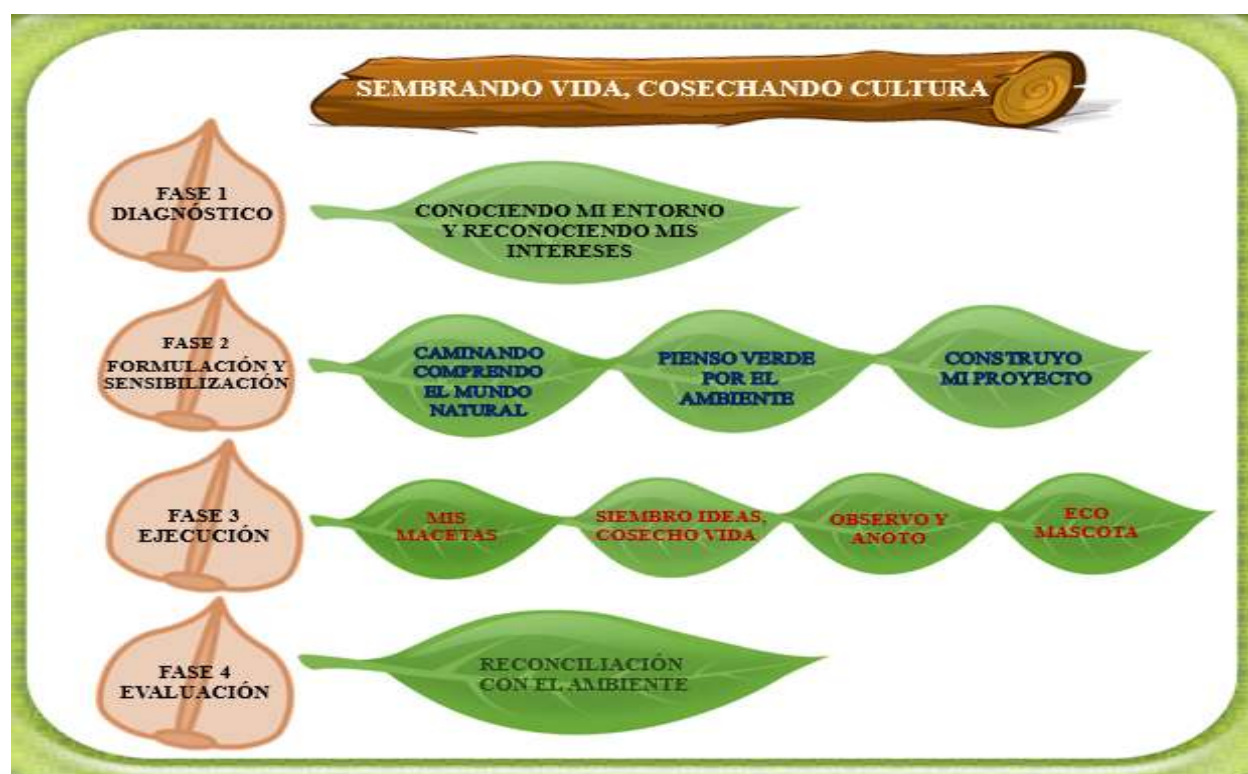 SEMBRANDO VIDA, COSECHANDO CULTURA
FASE 1
DIAGNÓSTICO
CONOCIENDO MI ENTORNO
Y RECONOCIENDO MIS
INTERESES
FASE 2
FORMULACIÓN Y
SENSIBILIZACIÓN
CAMINANDO
COMPRENDO
EL MUNDO
NATURAL
PIENSO VERDE
POR EL
AMBIENTE
CONSTRUYO
MI PROYECTO
FASE 3
EJECUCIÓN
MIS
MACETAS
SIEMBRO IDEAS,
COSECHO VIDA
OBSERVO Y
ANOTO
ECO
MASCOTA
FASE 4
EVALUACIÓN
RECONCILIACIÓN
CON EL AMBIENTE